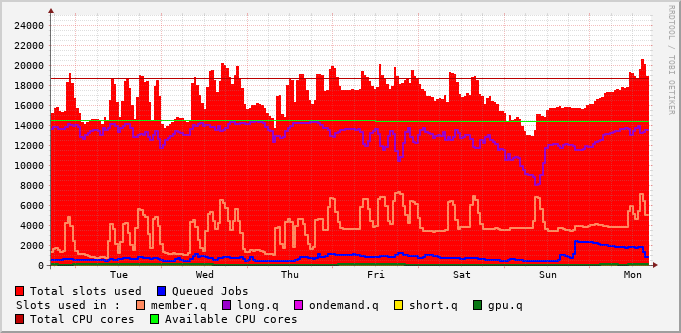 RRDTOOL / TOBI OETIKER
24000
22000
20000
18000
16000
14000
12000
10000
8000
6000
4000
2000
0
Tue Wed Thu Fri Sat Sun Mon
Total slots used Queued Jobs
Slots used in : member.q long.q ondemand.q short.q gpu.q
Total CPU cores Available CPU cores